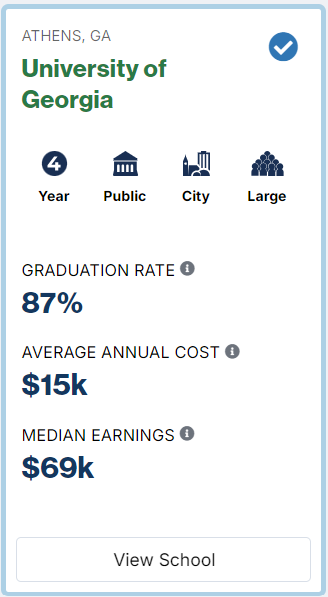 ATHENS, GA
University of
Georgia
4
Year Public City Large
GRADUATION RATE i
87%
AVERAGE ANNUAL COST i
$15k
MEDIAN EARNINGS i
$69k
View School